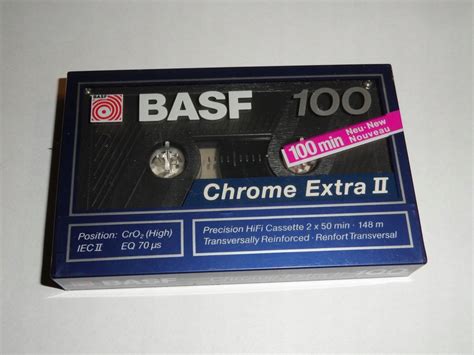 BASF
BASF 100
100 min Neu·New
Nouveau
Chrome Extra II
Position: CrO₂ (High)
IEC II EQ 70 µs
Precision HiFi Cassette 2 x 50 min · 148 m
Transversally Reinforced · Renfort Transversal
100